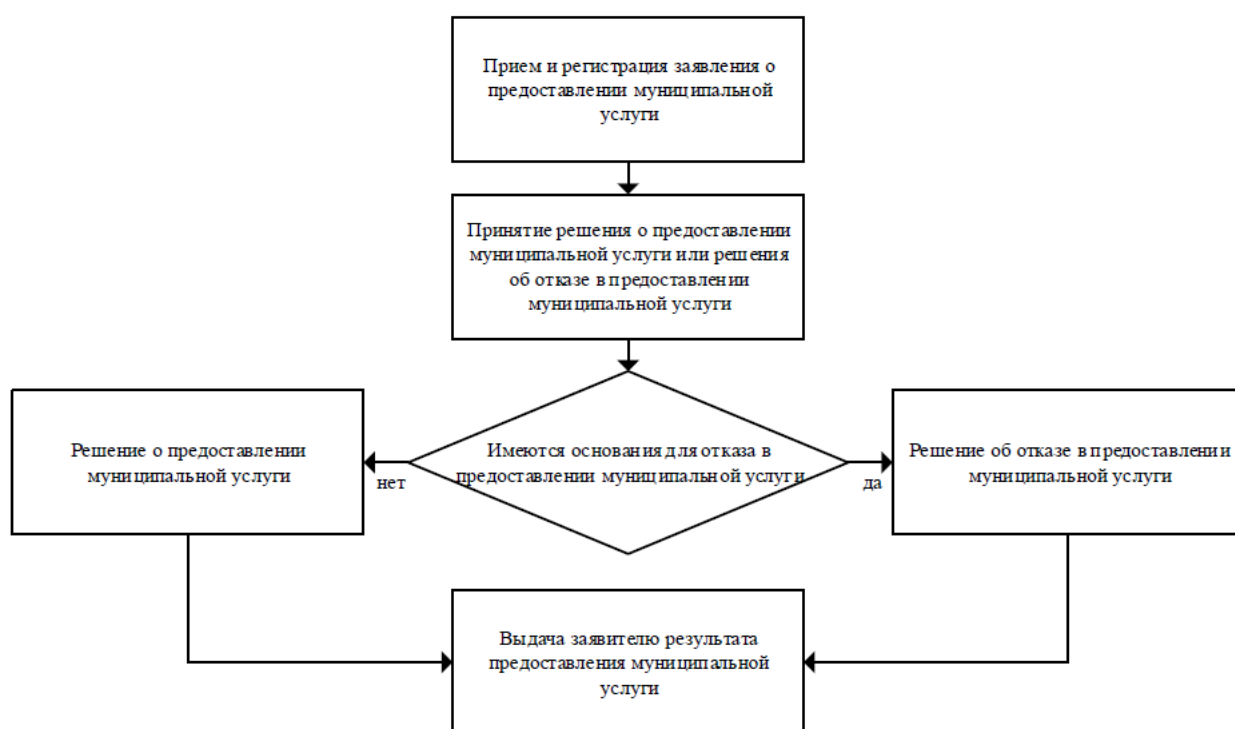 Прием и регистрация заявления о
предоставлении муниципальной
услуги
Принятие решения о предоставлении
муниципальной услуги или решения
об отказе в предоставлении
муниципальной услуги
Решение о предоставлении
муниципальной услуги
нет
Имеются основания для отказа в
предоставлении муниципальной услуги
да
Решение об отказе в предоставлении
муниципальной услуги
Выдача заявителю результата
предоставления муниципальной
услуги